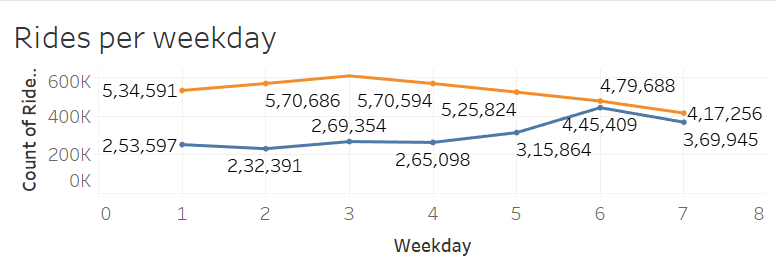 Rides per weekday
Count of Ride..
600K
400K
200K
0K
5,34,591
5,70,686
5,70,594
5,25,824
4,79,688
4,17,256
2,53,597
2,32,391
2,69,354
2,65,098
3,15,864
4,45,409
3,69,945
0 1 2 3 4 5 6 7 8
Weekday